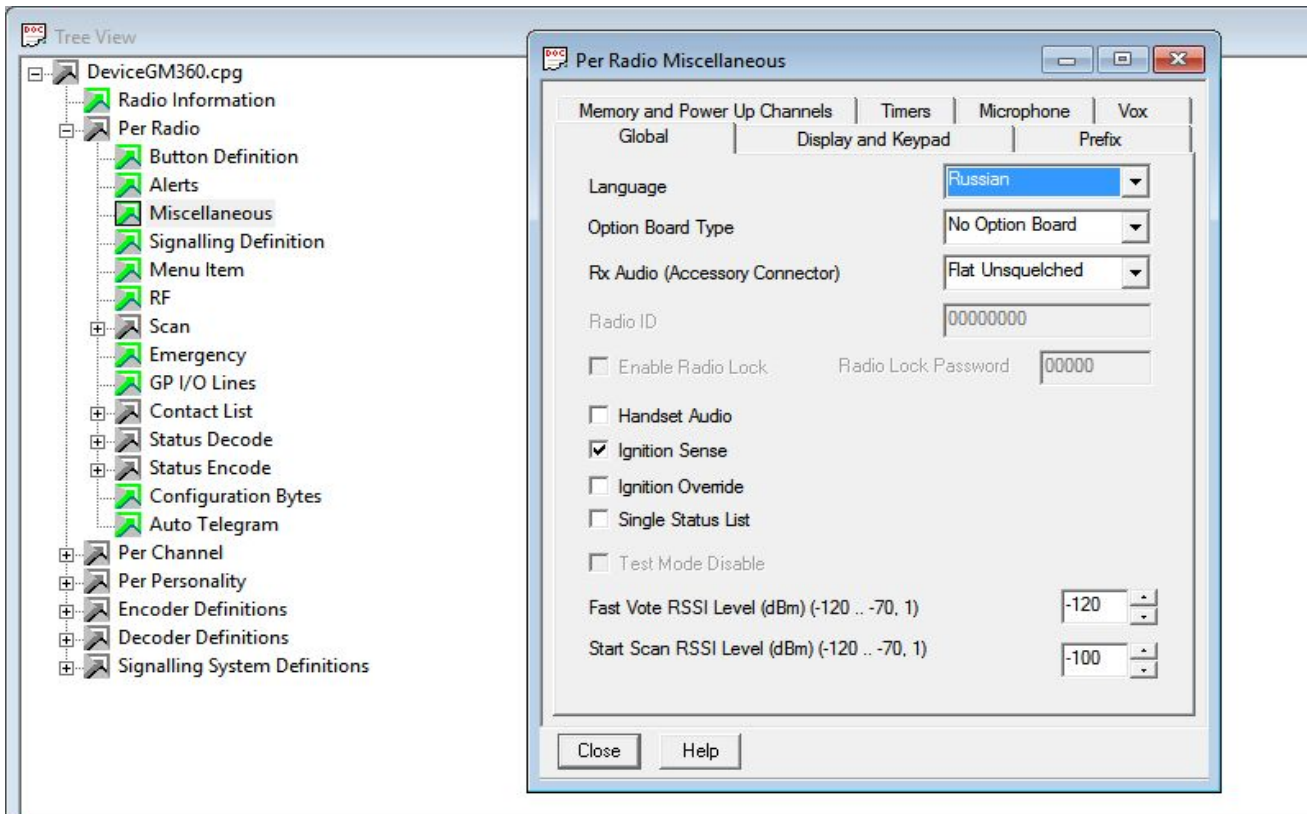 Tree View
DeviceGM360.cpg
Radio Information
Per Radio
Button Definition
Alerts
Miscellaneous
Signalling Definition
Menu Item
RF
Scan
Emergency
GP I/O Lines
Contact List
Status Decode
Status Encode
Configuration Bytes
Auto Telegram
Per Channel
Per Personality
Encoder Definitions
Decoder Definitions
Signalling System Definitions
Per Radio Miscellaneous
Memory and Power Up Channels Timers Microphone Vox
Global Display and Keypad Prefix
Language Russian
Option Board Type No Option Board
Rx Audio (Accessory Connector) Flat Unsquelched
Radio ID 00000000
Enable Radio Lock Radio Lock Password 00000
Handset Audio
Ignition Sense
Ignition Override
Single Status List
Test Mode Disable
Fast Vote RSSI Level (dBm) (-120 .. -70, 1) -120
Start Scan RSSI Level (dBm) (-120 .. -70, 1) -100
Close Help